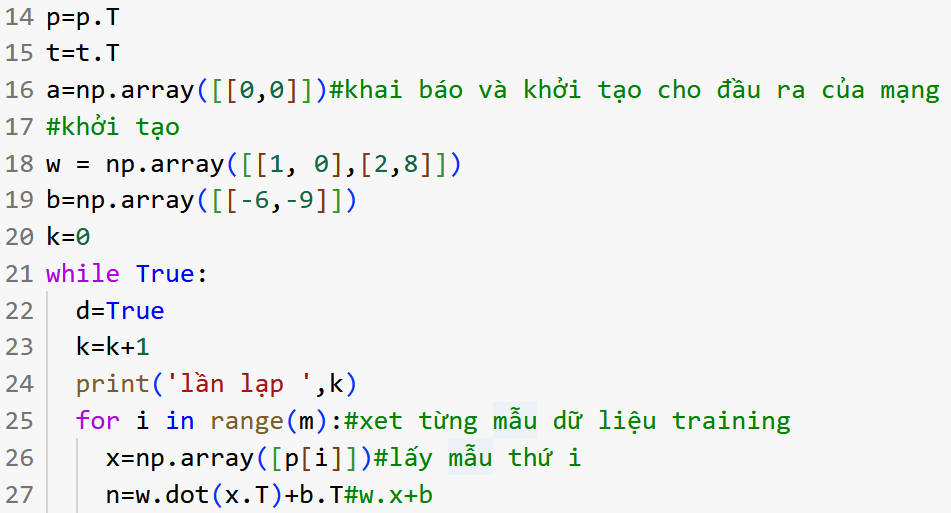 14 p=p.T
15 t=t.T
16 a=np.array([[0,0]])#khai báo và khởi tạo cho đầu ra của mạng
17 #khởi tạo
18 w = np.array([[1, 0],[2,8]])
19 b=np.array([[-6,-9]])
20 k=0
21 while True:
22   d=True
23   k=k+1
24   print('lần lạp ',k)
25   for i in range(m):#xet từng mẫu dữ liệu training
26     x=np.array([p[i]])#lấy mẫu thứ i
27     n=w.dot(x.T)+b.T#w.x+b